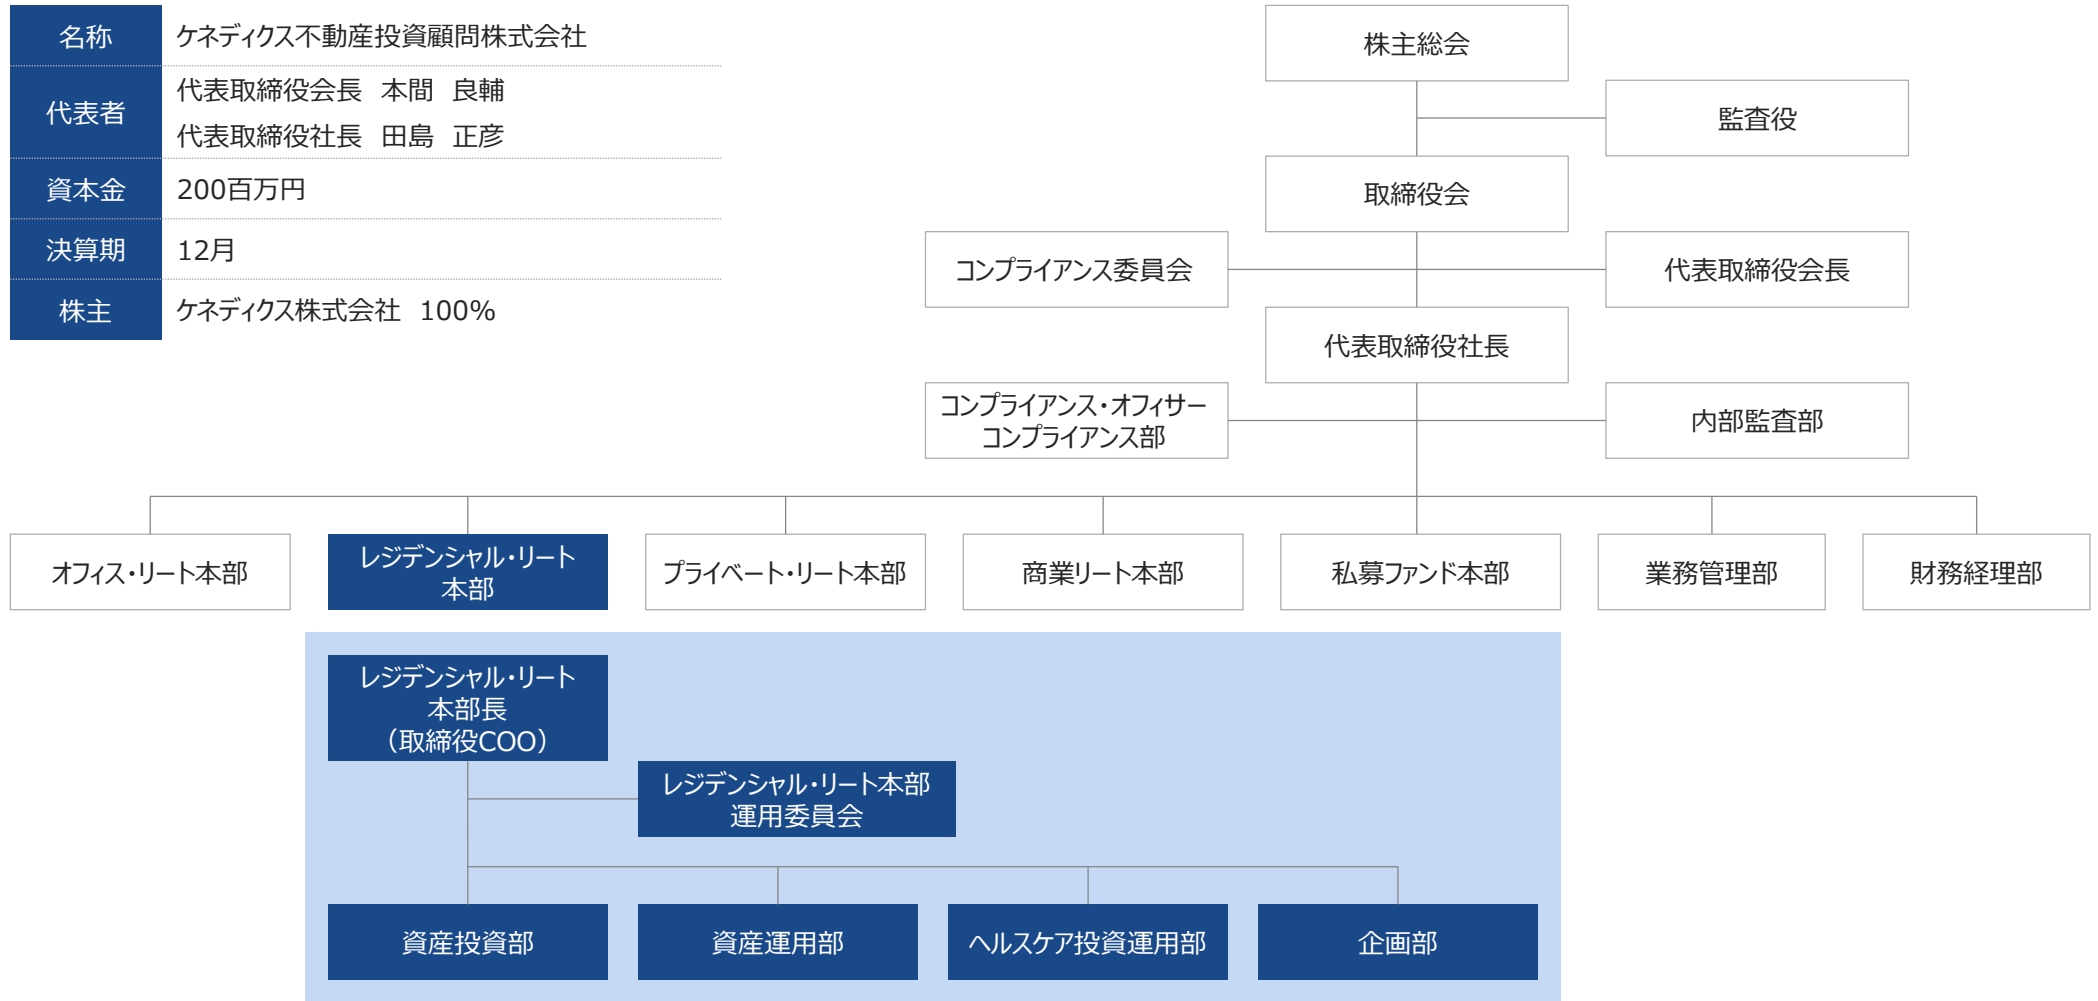 名称
ケネディクス不動産投資顧問株式会社
代表者
代表取締役会長 本間 良輔
代表取締役社長 田島 正彦
資本金
200百万円
決算期
12月
株主
ケネディクス株式会社 100%
株主総会
監査役
取締役会
コンプライアンス委員会
代表取締役会長
代表取締役社長
コンプライアンス・オフィサー
コンプライアンス部
内部監査部
オフィス・リート本部
レジデンシャル・リート
本部
プライベート・リート本部
商業リート本部
私募ファンド本部
業務管理部
財務経理部
レジデンシャル・リート
本部長
（取締役COO）
レジデンシャル・リート本部
運用委員会
資産投資部
資産運用部
ヘルスケア投資運用部
企画部